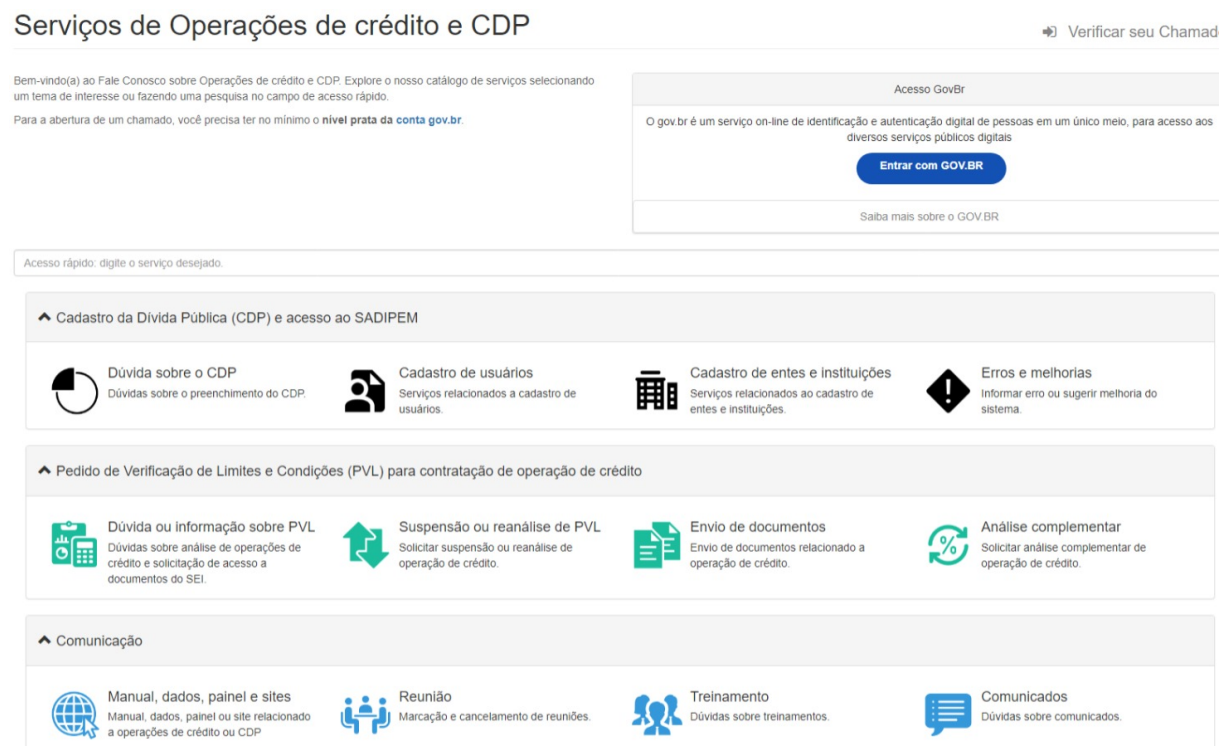 Serviços de Operações de crédito e CDP
Verificar seu Chamado
Bem-vindo(a) ao Fale Conosco sobre Operações de crédito e CDP. Explore o nosso catálogo de serviços selecionando
um tema de interesse ou fazendo uma pesquisa no campo de acesso rápido.
Para a abertura de um chamado, você precisa ter no mínimo o nível prata da conta gov.br.
Acesso GovBr
O gov.br é um serviço on-line de identificação e autenticação digital de pessoas em um único meio, para acesso aos
diversos serviços públicos digitais
Entrar com GOV.BR
Saiba mais sobre o GOV.BR
Acesso rápido: digite o serviço desejado.
Cadastro da Dívida Pública (CDP) e acesso ao SADIPEM
Dúvida sobre o CDP
Dúvidas sobre o preenchimento do CDP.
Cadastro de usuários
Serviços relacionados a cadastro de
usuários.
Cadastro de entes e instituições
Serviços relacionados ao cadastro de
entes e instituições.
Erros e melhorias
Informar erro ou sugerir melhoria do
sistema.
Pedido de Verificação de Limites e Condições (PVL) para contratação de operação de crédito
Dúvida ou informação sobre PVL
Dúvidas sobre análise de operações de
crédito e solicitação de acesso a
documentos do SEI.
Suspensão ou reanálise de PVL
Solicitar suspensão ou reanálise de
operação de crédito.
Envio de documentos
Envio de documentos relacionado a
operação de crédito.
Análise complementar
Solicitar análise complementar de
operação de crédito.
Comunicação
Manual, dados, painel e sites
Manual, dados, painel ou site relacionado
a operações de crédito ou CDP
Reunião
Marcação e cancelamento de reuniões.
Treinamento
Dúvidas sobre treinamentos.
Comunicados
Dúvidas sobre comunicados.